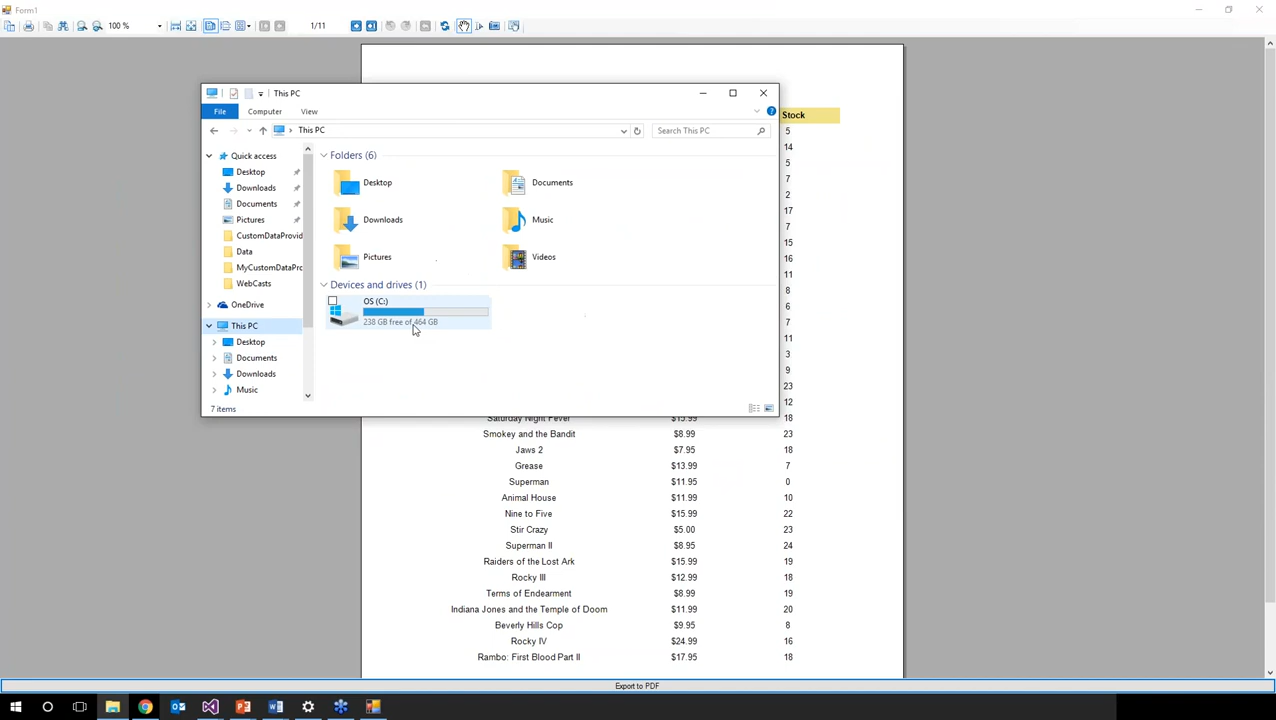 Form1
100 %
1/11
This PC
File
Computer
View
This PC
Search This PC
Quick access
Desktop
Downloads
Documents
Pictures
CustomDataProvid
Data
MyCustomDataPrc
WebCasts
OneDrive
This PC
Desktop
Documents
Downloads
Music
Folders (6)
Desktop
Documents
Downloads
Music
Pictures
Videos
Devices and drives (1)
OS (C:)
238 GB free of 464 GB
7 items
Stock
5
14
5
7
2
17
7
15
16
11
8
6
7
11
3
9
23
12
Saturday Night Fever $15.99 18
Smokey and the Bandit $8.99 23
Jaws 2 $7.95 18
Grease $13.99 7
Superman $11.95 0
Animal House $11.99 10
Nine to Five $15.99 22
Stir Crazy $5.00 23
Superman II $8.95 24
Raiders of the Lost Ark $15.99 19
Rocky III $12.99 18
Terms of Endearment $8.99 19
Indiana Jones and the Temple of Doom $11.99 20
Beverly Hills Cop $9.95 8
Rocky IV $24.99 16
Rambo: First Blood Part II $17.95 18
Export to PDF